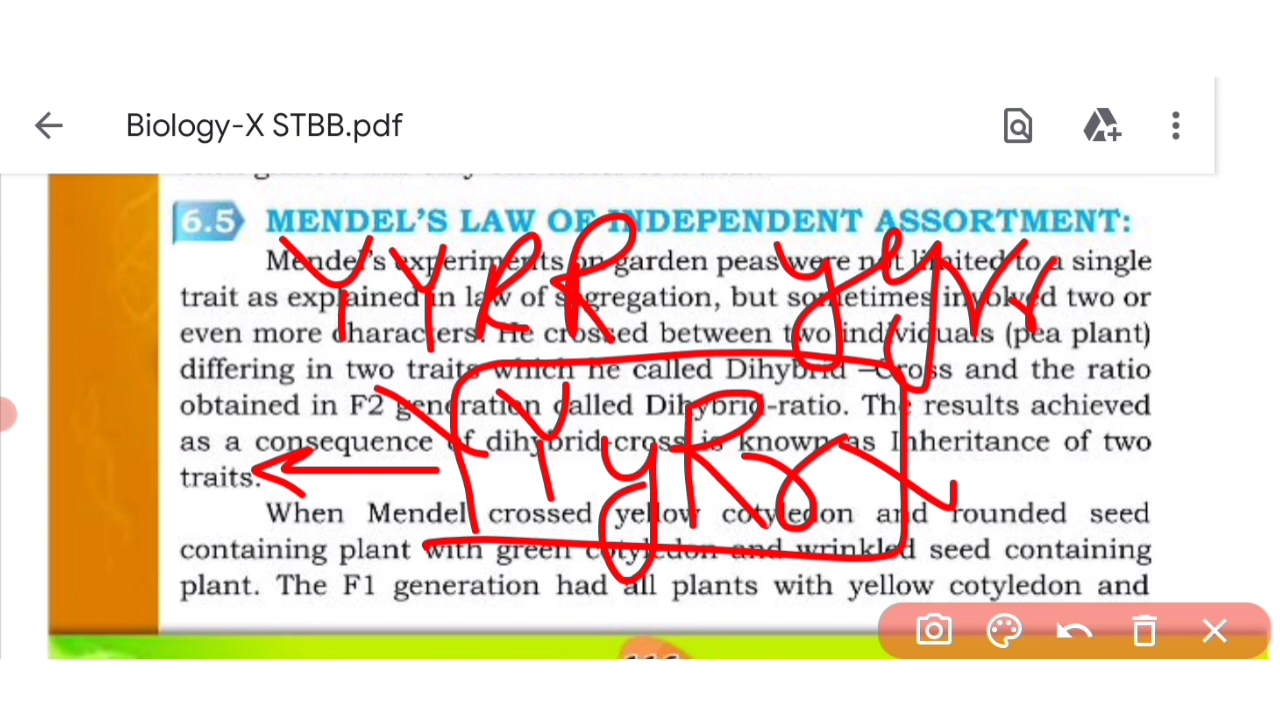 Biology-X STBB.pdf
6.5 MENDEL'S LAW OF INDEPENDENT ASSORTMENT:
YYRR yyrr
Mendel's experiments on garden peas were not limited to a single
trait as explained in law of segregation, but sometimes involved two or
even more characters. He crossed between two individuals (pea plant)
differing in two traits which he called Dihybrid –Cross and the ratio
obtained in F2 generation called Dihybrid-ratio. The results achieved
YyRr
as a consequence of dihybrid-cross is known as Inheritance of two
traits.
When Mendel crossed yellow cotyledon and rounded seed
containing plant with green cotyledon and wrinkled seed containing
plant. The F1 generation had all plants with yellow cotyledon and